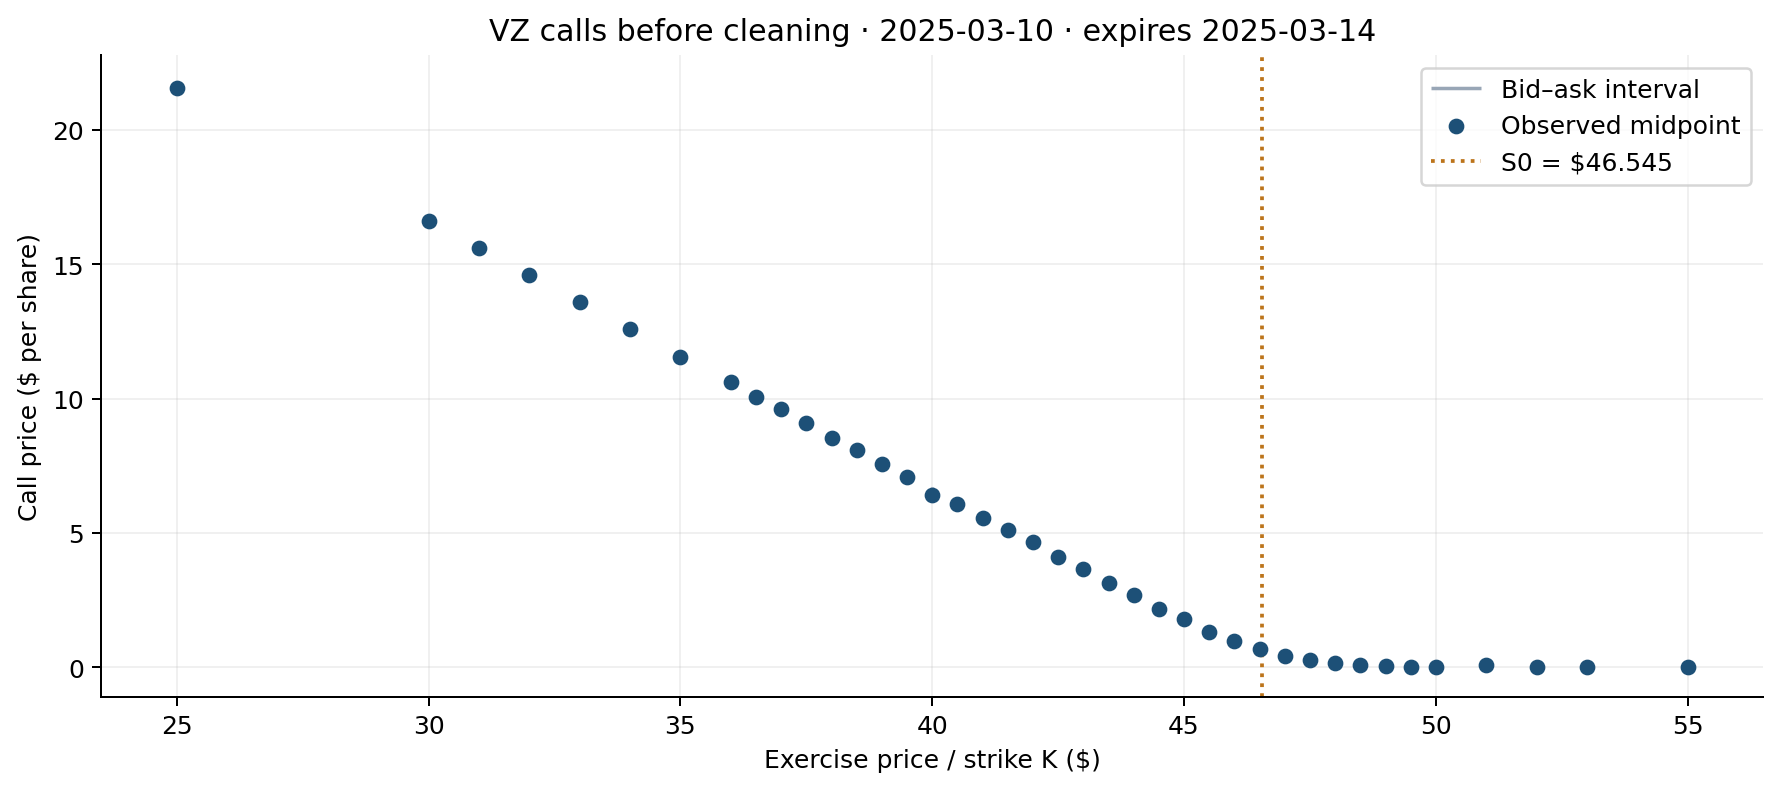 VZ calls before cleaning · 2025-03-10 · expires 2025-03-14
Bid–ask interval
Observed midpoint
S0 = $46.545
Call price ($ per share)
20
15
10
5
0
25 30 35 40 45 50 55
Exercise price / strike K ($)